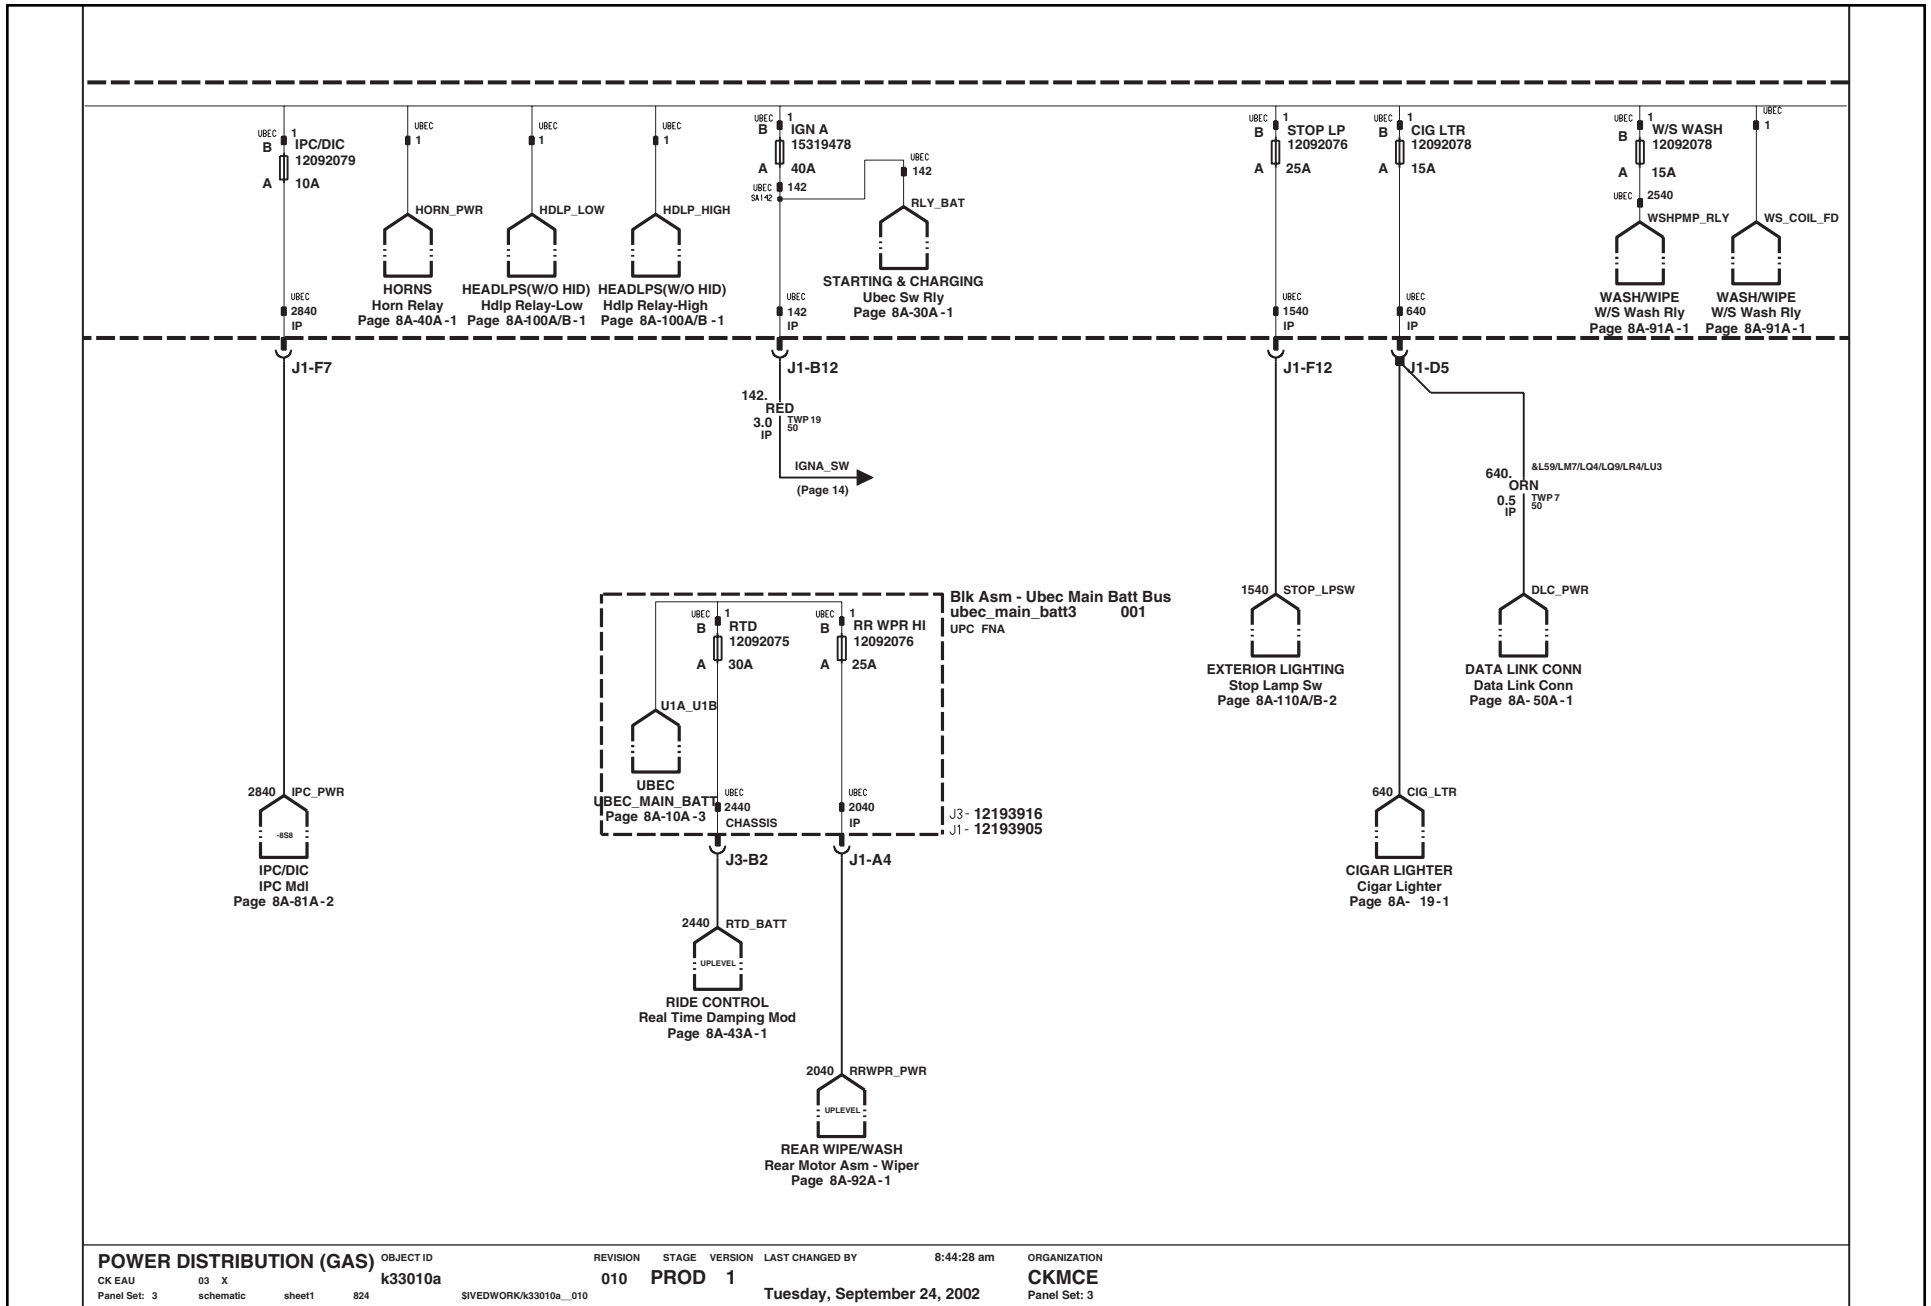 UBEC 1
B IPC/DIC
12092079
A 10A
UBEC
2840
IP
J1-F7
UBEC
1
HORN_PWR
HORNS
Horn Relay
Page 8A-40A-1
UBEC
1
HDLP_LOW
HEADLPS(W/O HID)
Hdlp Relay-Low
Page 8A-100A/B-1
UBEC
1
HDLP_HIGH
HEADLPS(W/O HID)
Hdlp Relay-High
Page 8A-100A/B-1
UBEC 1
B IGN A
15319478
A 40A
UBEC 142
SA142
UBEC
142
RLY_BAT
STARTING & CHARGING
Ubec Sw Rly
Page 8A-30A-1
UBEC
142
IP
J1-B12
142.
RED
3.0 TWP 19
IP 50
IGNA_SW
(Page 14)
UBEC 1
B STOP LP
12092076
A 25A
UBEC
1540
IP
J1-F12
UBEC 1
B CIG LTR
12092078
A 15A
UBEC
640
IP
J1-D5
UBEC 1
B W/S WASH
12092078
A 15A
UBEC 2540
WSHPMP_RLY
WASH/WIPE
W/S Wash Rly
Page 8A-91A-1
UBEC
1
WS_COIL_FD
WASH/WIPE
W/S Wash Rly
Page 8A-91A-1
&L59/LM7/LQ4/LQ9/LR4/LU3
640.
ORN
0.5 TWP 7
IP 50
1540 STOP_LPSW
EXTERIOR LIGHTING
Stop Lamp Sw
Page 8A-110A/B-2
DLC_PWR
DATA LINK CONN
Data Link Conn
Page 8A-50A-1
Blk Asm - Ubec Main Batt Bus
ubec_main_batt3 001
UPC FNA
UBEC 1
B RTD
12092075
A 30A
UBEC 1
B RR WPR HI
12092076
A 25A
U1A_U1B
UBEC
UBEC_MAIN_BATT
Page 8A-10A-3
UBEC
2440
CHASSIS
UBEC
2040
IP
J3- 12193916
J1- 12193905
J3-B2
J1-A4
2840 IPC_PWR
-8S8
IPC/DIC
IPC Mdl
Page 8A-81A-2
640 CIG_LTR
CIGAR LIGHTER
Cigar Lighter
Page 8A- 19-1
2440 RTD_BATT
UPLEVEL
RIDE CONTROL
Real Time Damping Mod
Page 8A-43A-1
2040 RRWPR_PWR
UPLEVEL
REAR WIPE/WASH
Rear Motor Asm - Wiper
Page 8A-92A-1
POWER DISTRIBUTION (GAS) OBJECT ID REVISION STAGE VERSION LAST CHANGED BY 8:44:28 am ORGANIZATION
CK EAU 03 X k33010a 010 PROD 1 CKMCE
Panel Set: 3 schematic sheet1 824 $IVEDWORK/k33010a__010 Tuesday, September 24, 2002 Panel Set: 3